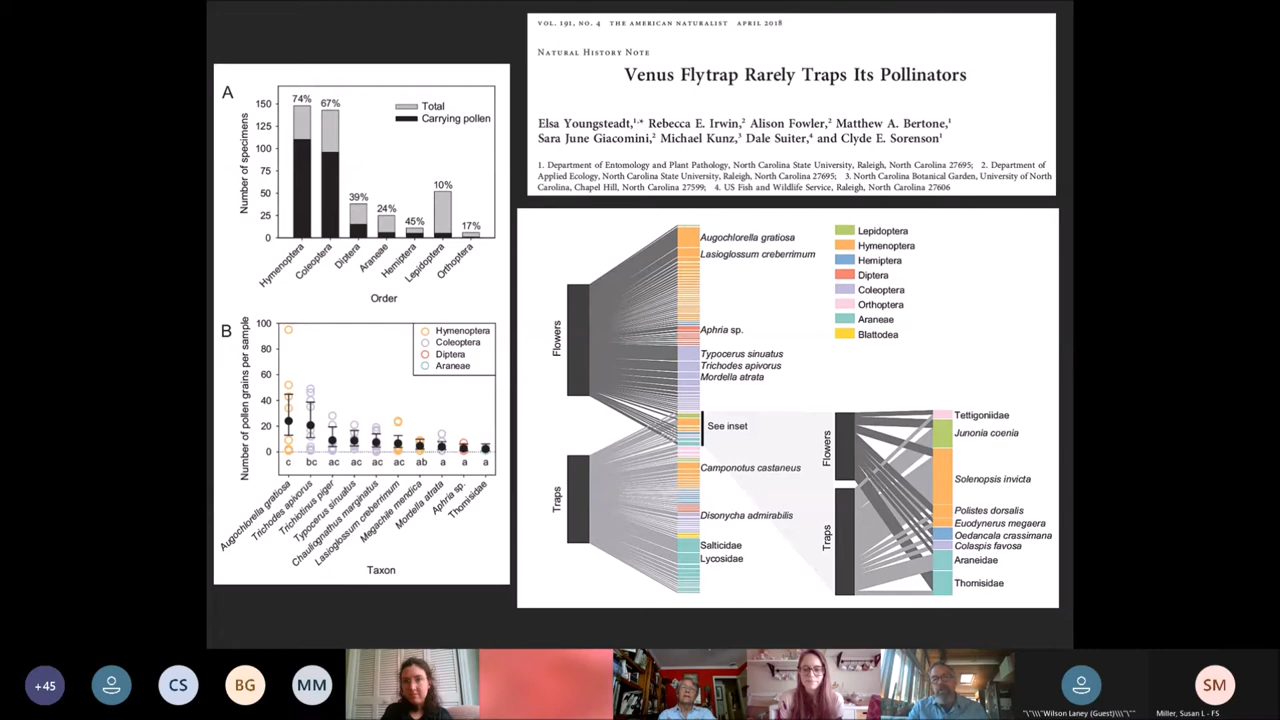 VOL. 191, NO. 4 THE AMERICAN NATURALIST APRIL 2018
NATURAL HISTORY NOTE
Venus Flytrap Rarely Traps Its Pollinators
Elsa Youngsteadt,1,* Rebecca E. Irwin,2 Alison Fowler,2 Matthew A. Bertone,1
Sara June Giacomini,2 Michael Kunz,3 Dale Suiter,4 and Clyde E. Sorenson1
1. Department of Entomology and Plant Pathology, North Carolina State University, Raleigh, North Carolina 27695; 2. Department of
Applied Ecology, North Carolina State University, Raleigh, North Carolina 27695; 3. North Carolina Botanical Garden, University of North
Carolina, Chapel Hill, North Carolina 27599; 4. US Fish and Wildlife Service, Raleigh, North Carolina 27606
A
Number of specimens
150
125
100
75
50
25
0
74%
67%
39%
24%
45%
10%
17%
Total
Carrying pollen
Hymenoptera
Coleoptera
Diptera
Araneae
Hemiptera
Lepidoptera
Orthoptera
Order
B
Number of pollen grains per sample
100
80
60
40
20
0
Hymenoptera
Coleoptera
Diptera
Araneae
c bc ac ac ac ac ab a a a
Augochlorella gratiosa
Trichodes apivorus
Trichiotinus piger
Typocerus sinuatus
Chauliognathus marginatus
Lasioglossum creberrimum
Megachile mendica
Mordella atrata
Aphria sp.
Thomisidae
Taxon
Flowers
Traps
Augochlorella gratiosa
Lasioglossum creberrimum
Aphria sp.
Typocerus sinuatus
Trichodes apivorus
Mordella atrata
See inset
Camponotus castaneus
Disonycha admirabilis
Salticidae
Lycosidae
Lepidoptera
Hymenoptera
Hemiptera
Diptera
Coleoptera
Orthoptera
Araneae
Blattodea
Flowers
Traps
Tettigoniidae
Junonia coenia
Solenopsis invicta
Polistes dorsalis
Euodynerus megaera
Oedancala crassimana
Colaspis favosa
Araneidae
Thomisidae
+45
CS
BG
MM
SM
"\"\\\"Wilson Laney (Guest)\\\"\""
Miller, Susan L - FS